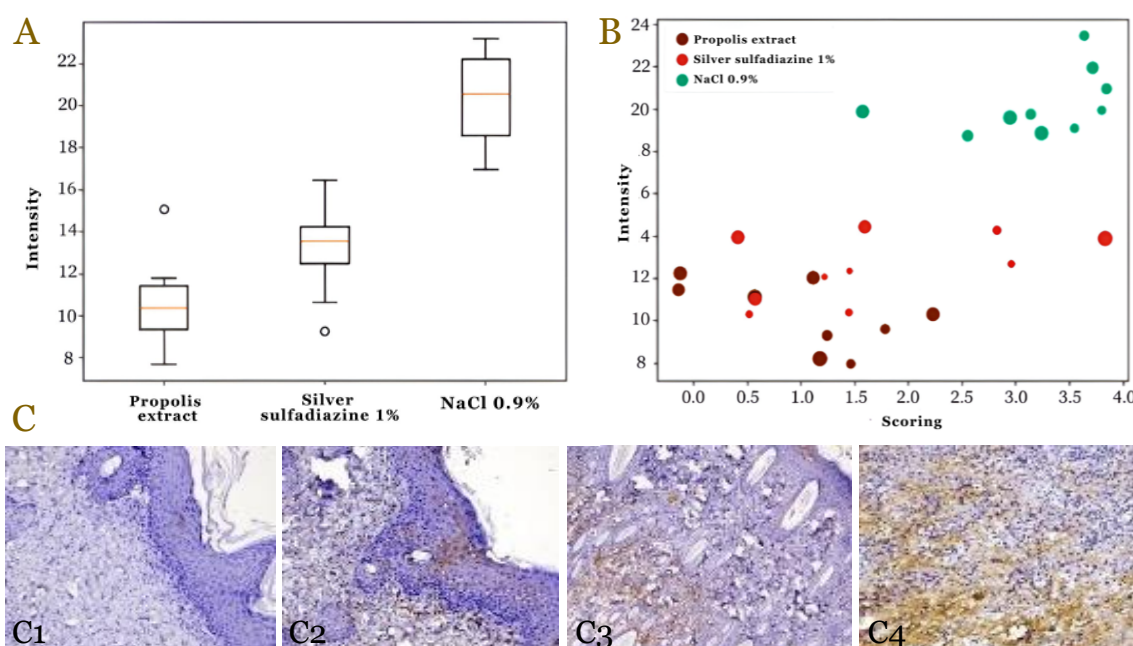 A
Intensity
22
20
18
16
14
12
10
8
Propolis
extract
Silver
sulfadiazine 1%
NaCl 0.9%
B
Intensity
24
22
20
8
6
4
12
10
8
Propolis extract
Silver sulfadiazine 1%
NaCl 0.9%
0.0 0.5 1.0 1.5 2.0 2.5 3.0 3.5 4.0
Scoring
C
C1
C2
C3
C4